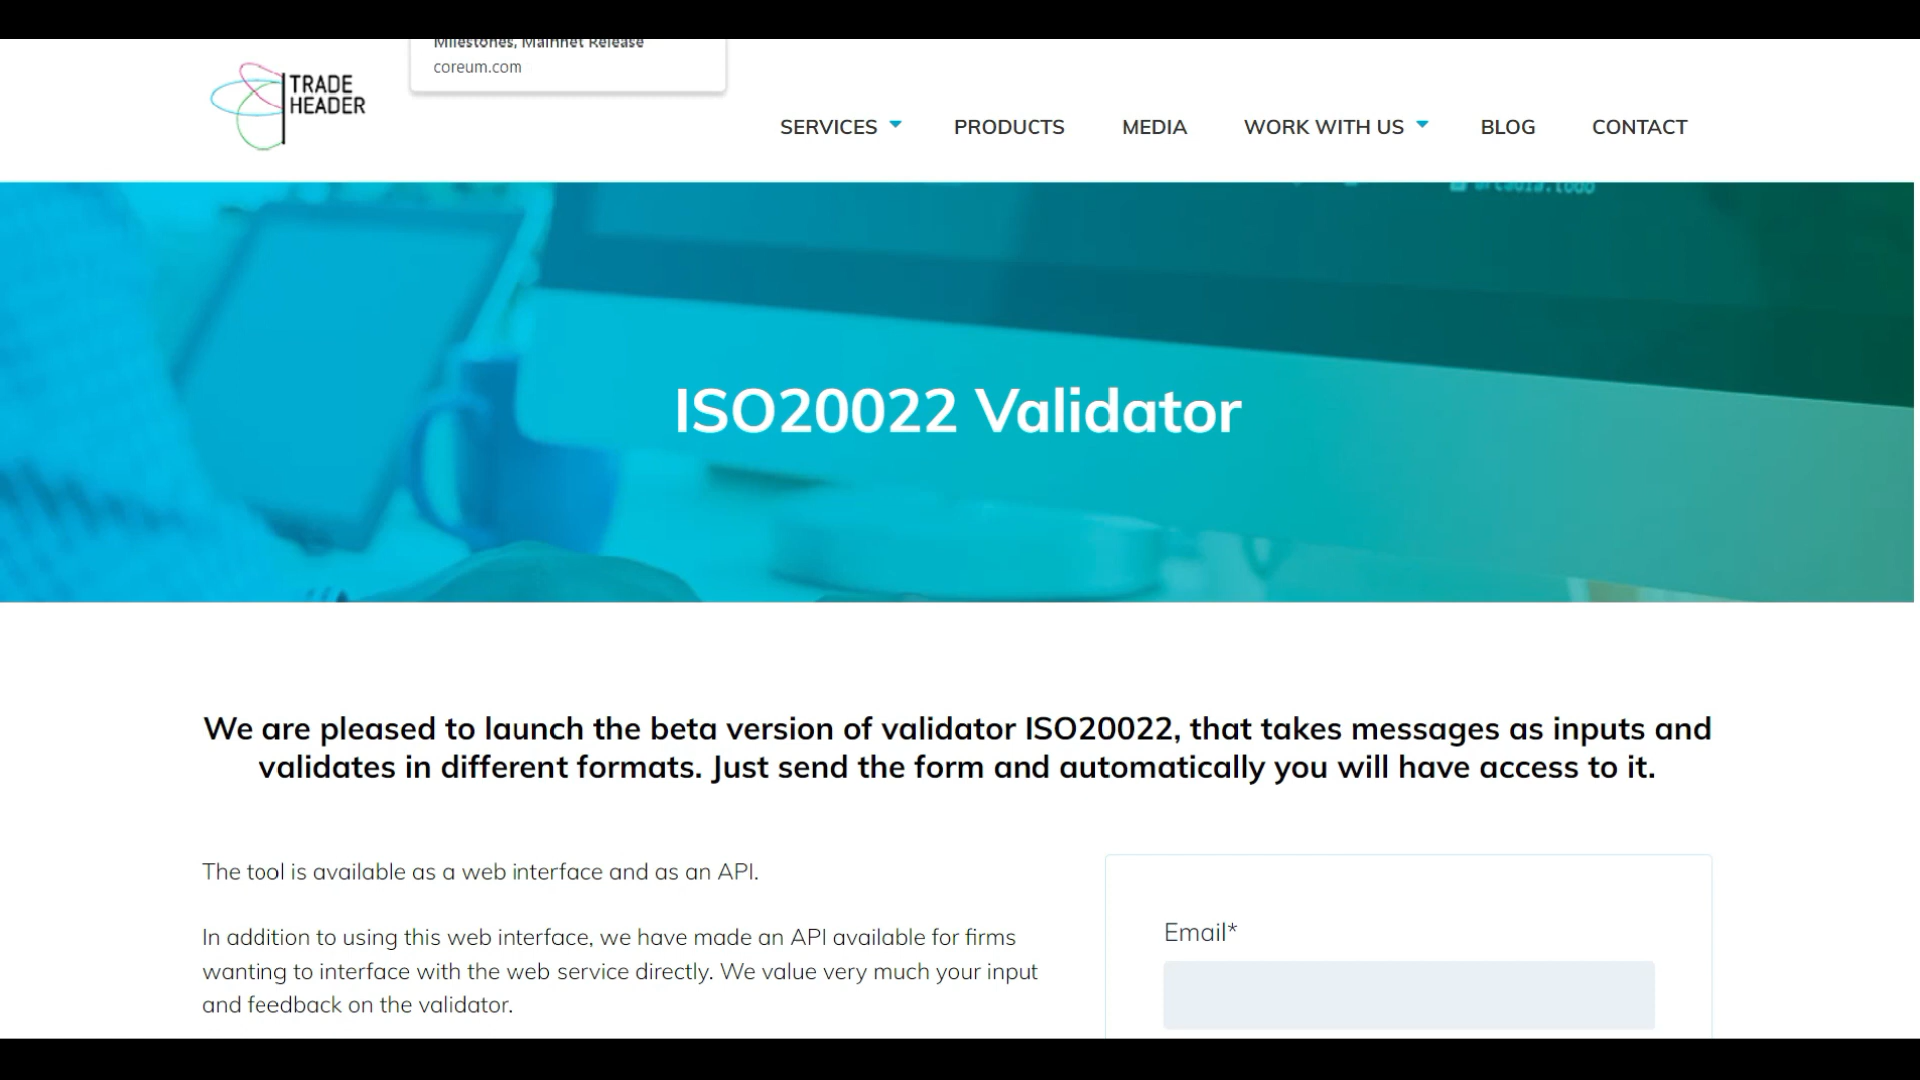 Milestones, Mainnet Release
coreum.com
TRADE
HEADER
SERVICES
PRODUCTS
MEDIA
WORK WITH US
BLOG
CONTACT
ISO20022 Validator
We are pleased to launch the beta version of validator ISO20022, that takes messages as inputs and
validates in different formats. Just send the form and automatically you will have access to it.
The tool is available as a web interface and as an API.
In addition to using this web interface, we have made an API available for firms
wanting to interface with the web service directly. We value very much your input
and feedback on the validator.
Email*